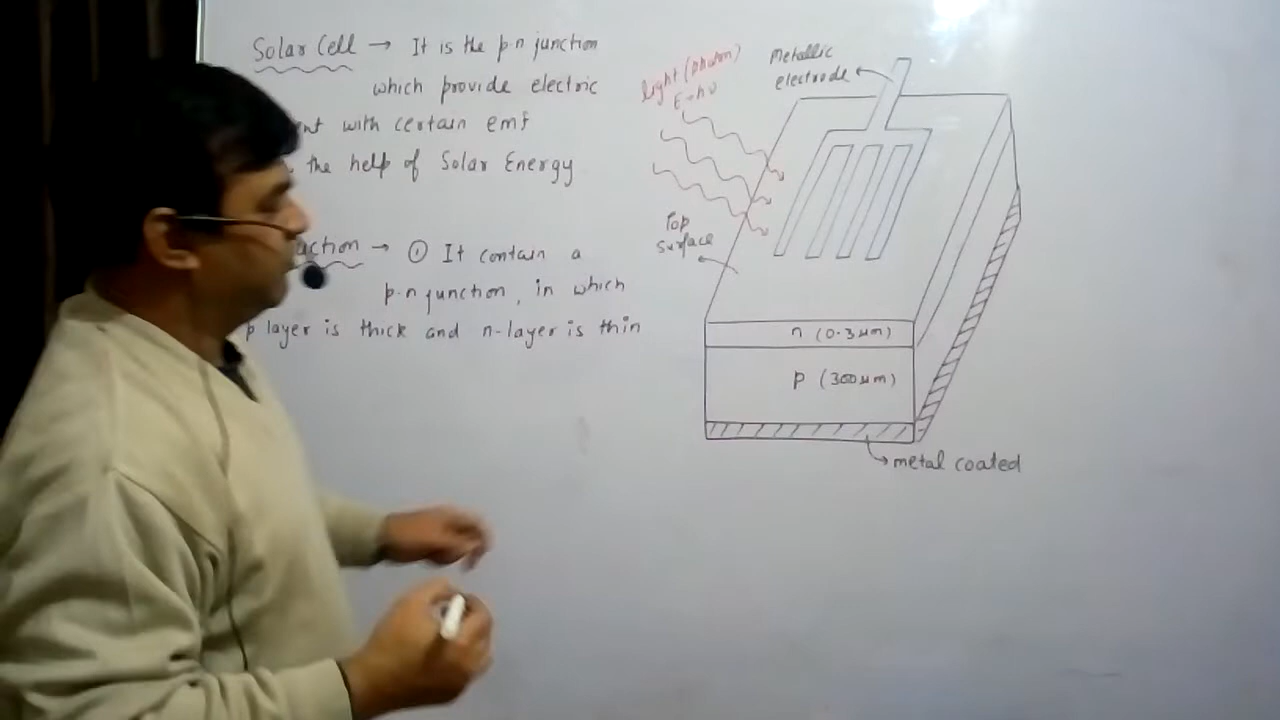 Solar Cell → It is the p-n junction
which provide electric
nt with certain emf
the help of Solar Energy
uction → ① It contain a
p-n junction, in which
p layer is thick and n-layer is thin
light (photon)
E=hν
Metallic
electrode
Top
surface
n (0.3μm)
p (300μm)
metal coated